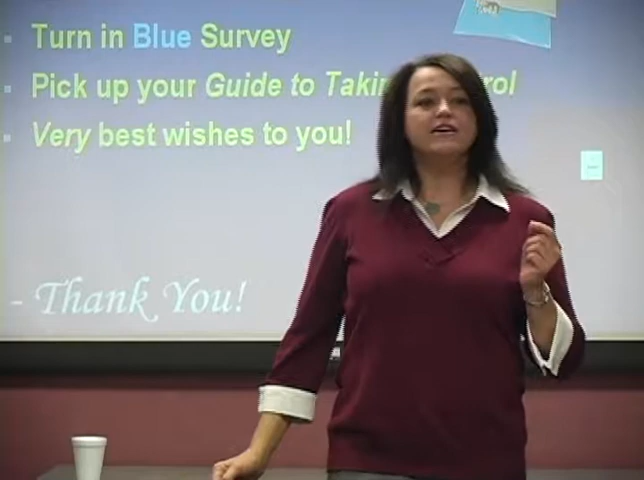 Turn in Blue Survey
Pick up your Guide to
Very best wishes to you!
- Thank You!